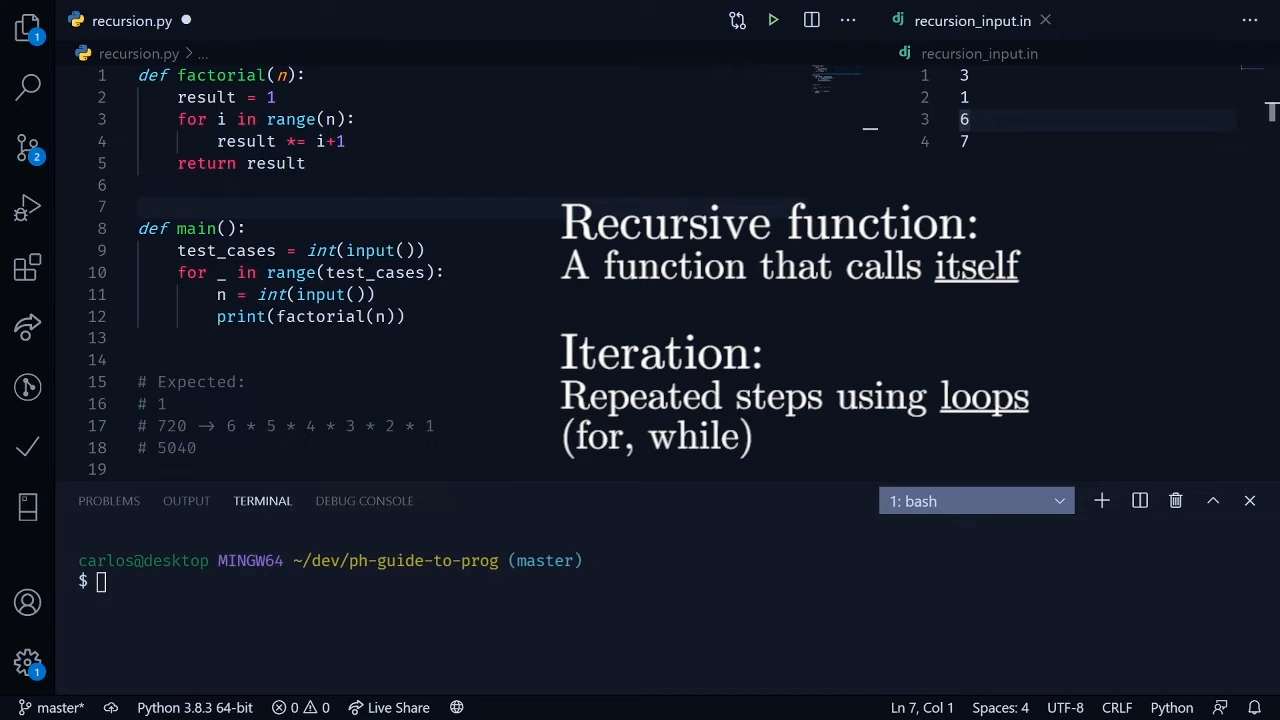 recursion.py
recursion_input.in
recursion.py > ...
recursion_input.in
1 def factorial(n):
2     result = 1
3     for i in range(n):
4         result *= i+1
5     return result
6
7
8 def main():
9     test_cases = int(input())
10     for _ in range(test_cases):
11         n = int(input())
12         print(factorial(n))
13
14
15 # Expected:
16 # 1
17 # 720 -> 6 * 5 * 4 * 3 * 2 * 1
18 # 5040
19
1 3
2 1
3 6
4 7
Recursive function:
A function that calls itself
Iteration:
Repeated steps using loops
(for, while)
1
2
1
PROBLEMS OUTPUT TERMINAL DEBUG CONSOLE
1: bash
carlos@desktop MINGW64 ~/dev/ph-guide-to-prog (master)
$
master* Python 3.8.3 64-bit 0 0 Live Share Ln 7, Col 1 Spaces: 4 UTF-8 CRLF Python